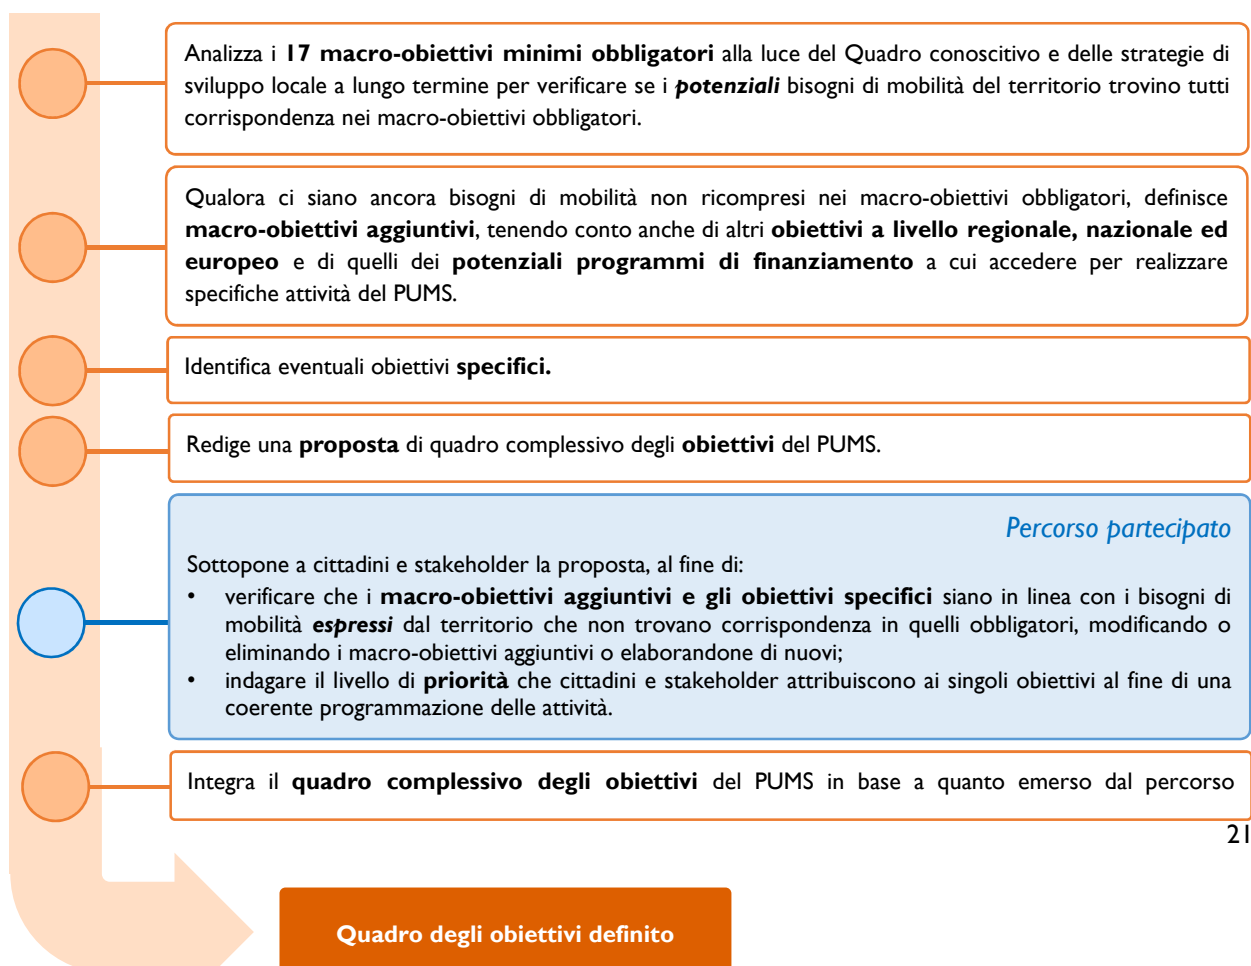 Analizza i 17 macro-obiettivi minimi obbligatori alla luce del Quadro conoscitivo e delle strategie di
sviluppo locale a lungo termine per verificare se i potenziali bisogni di mobilità del territorio trovino tutti
corrispondenza nei macro-obiettivi obbligatori.
Qualora ci siano ancora bisogni di mobilità non ricompresi nei macro-obiettivi obbligatori, definisce
macro-obiettivi aggiuntivi, tenendo conto anche di altri obiettivi a livello regionale, nazionale ed
europeo e di quelli dei potenziali programmi di finanziamento a cui accedere per realizzare
specifiche attività del PUMS.
Identifica eventuali obiettivi specifici.
Redige una proposta di quadro complessivo degli obiettivi del PUMS.
Percorso partecipato
Sottopone a cittadini e stakeholder la proposta, al fine di:
• verificare che i macro-obiettivi aggiuntivi e gli obiettivi specifici siano in linea con i bisogni di
mobilità espressi dal territorio che non trovano corrispondenza in quelli obbligatori, modificando o
eliminando i macro-obiettivi aggiuntivi o elaborandone di nuovi;
• indagare il livello di priorità che cittadini e stakeholder attribuiscono ai singoli obiettivi al fine di una
coerente programmazione delle attività.
Integra il quadro complessivo degli obiettivi del PUMS in base a quanto emerso dal percorso
21
Quadro degli obiettivi definito